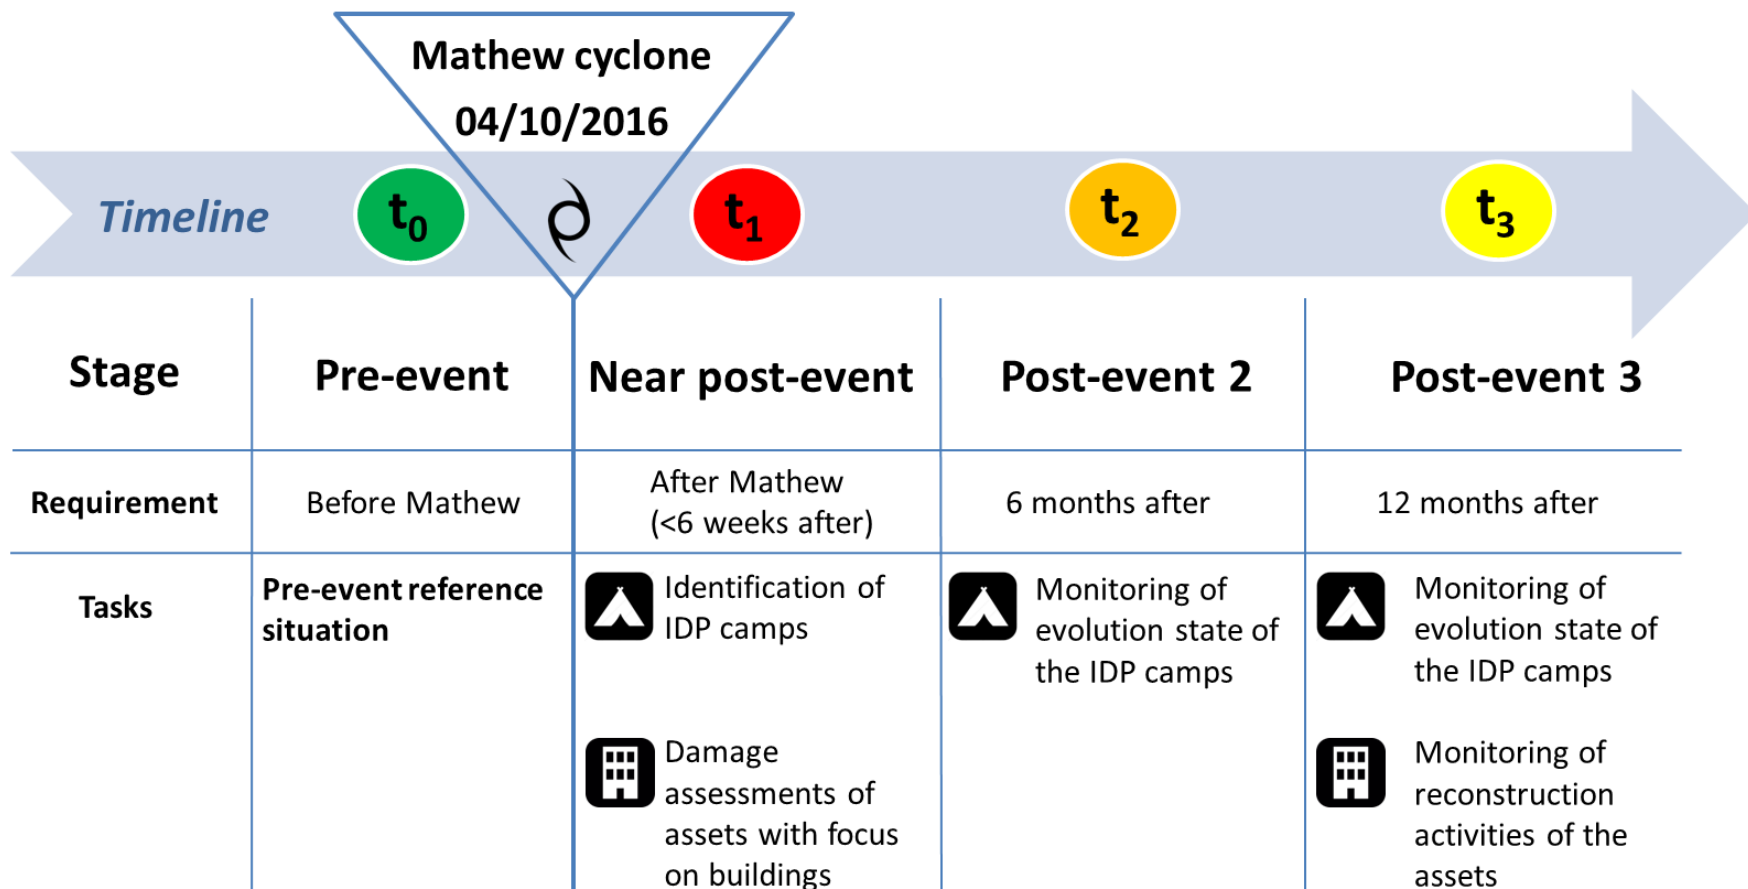 Mathew cyclone
04/10/2016
Timeline
t0
t1
t2
t3
Stage
Pre-event
Near post-event
Post-event 2
Post-event 3
Requirement
Before Mathew
After Mathew
(<6 weeks after)
6 months after
12 months after
Tasks
Pre-event reference
situation
Identification of
IDP camps
Damage
assessments of
assets with focus
on buildings
Monitoring of
evolution state of
the IDP camps
Monitoring of
evolution state of
the IDP camps
Monitoring of
reconstruction
activities of the
assets